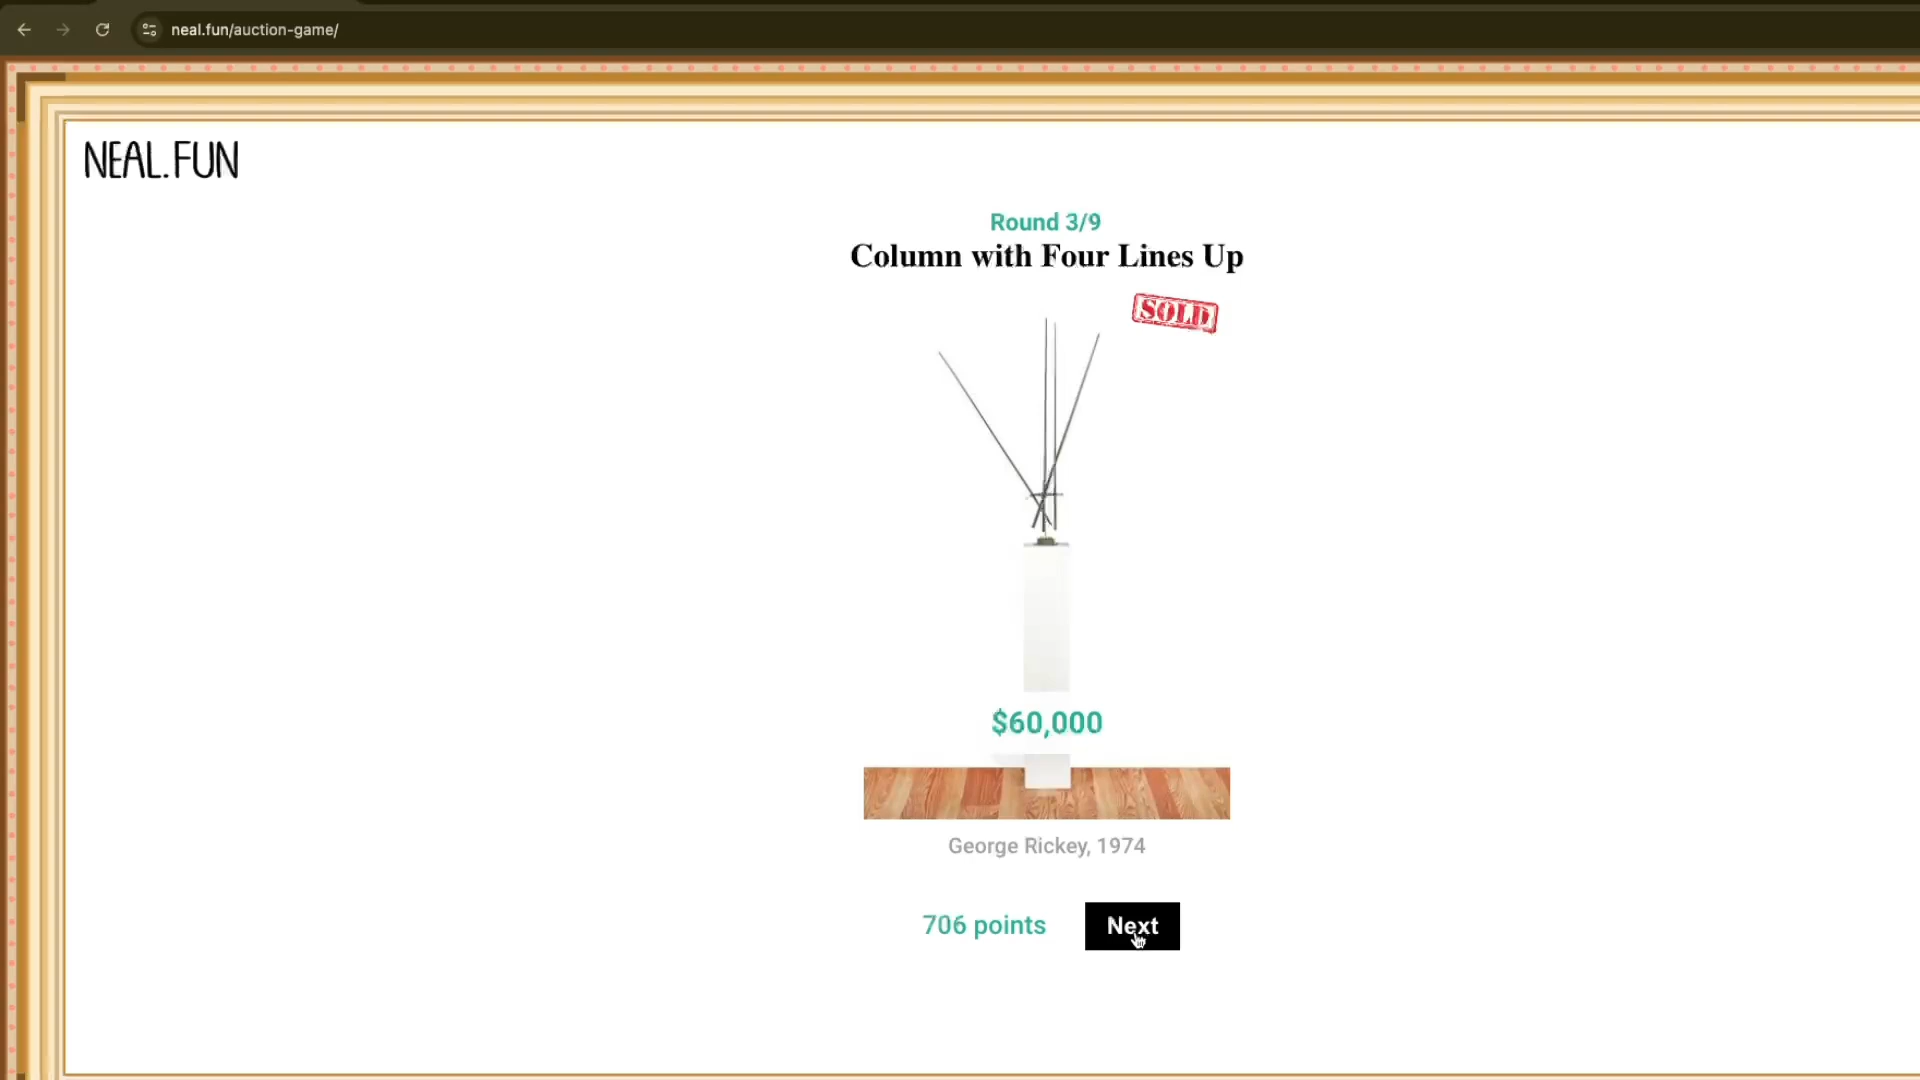 neal.fun/auction-game/
NEAL.FUN
Round 3/9
Column with Four Lines Up
SOLD
$60,000
George Rickey, 1974
706 points
Next